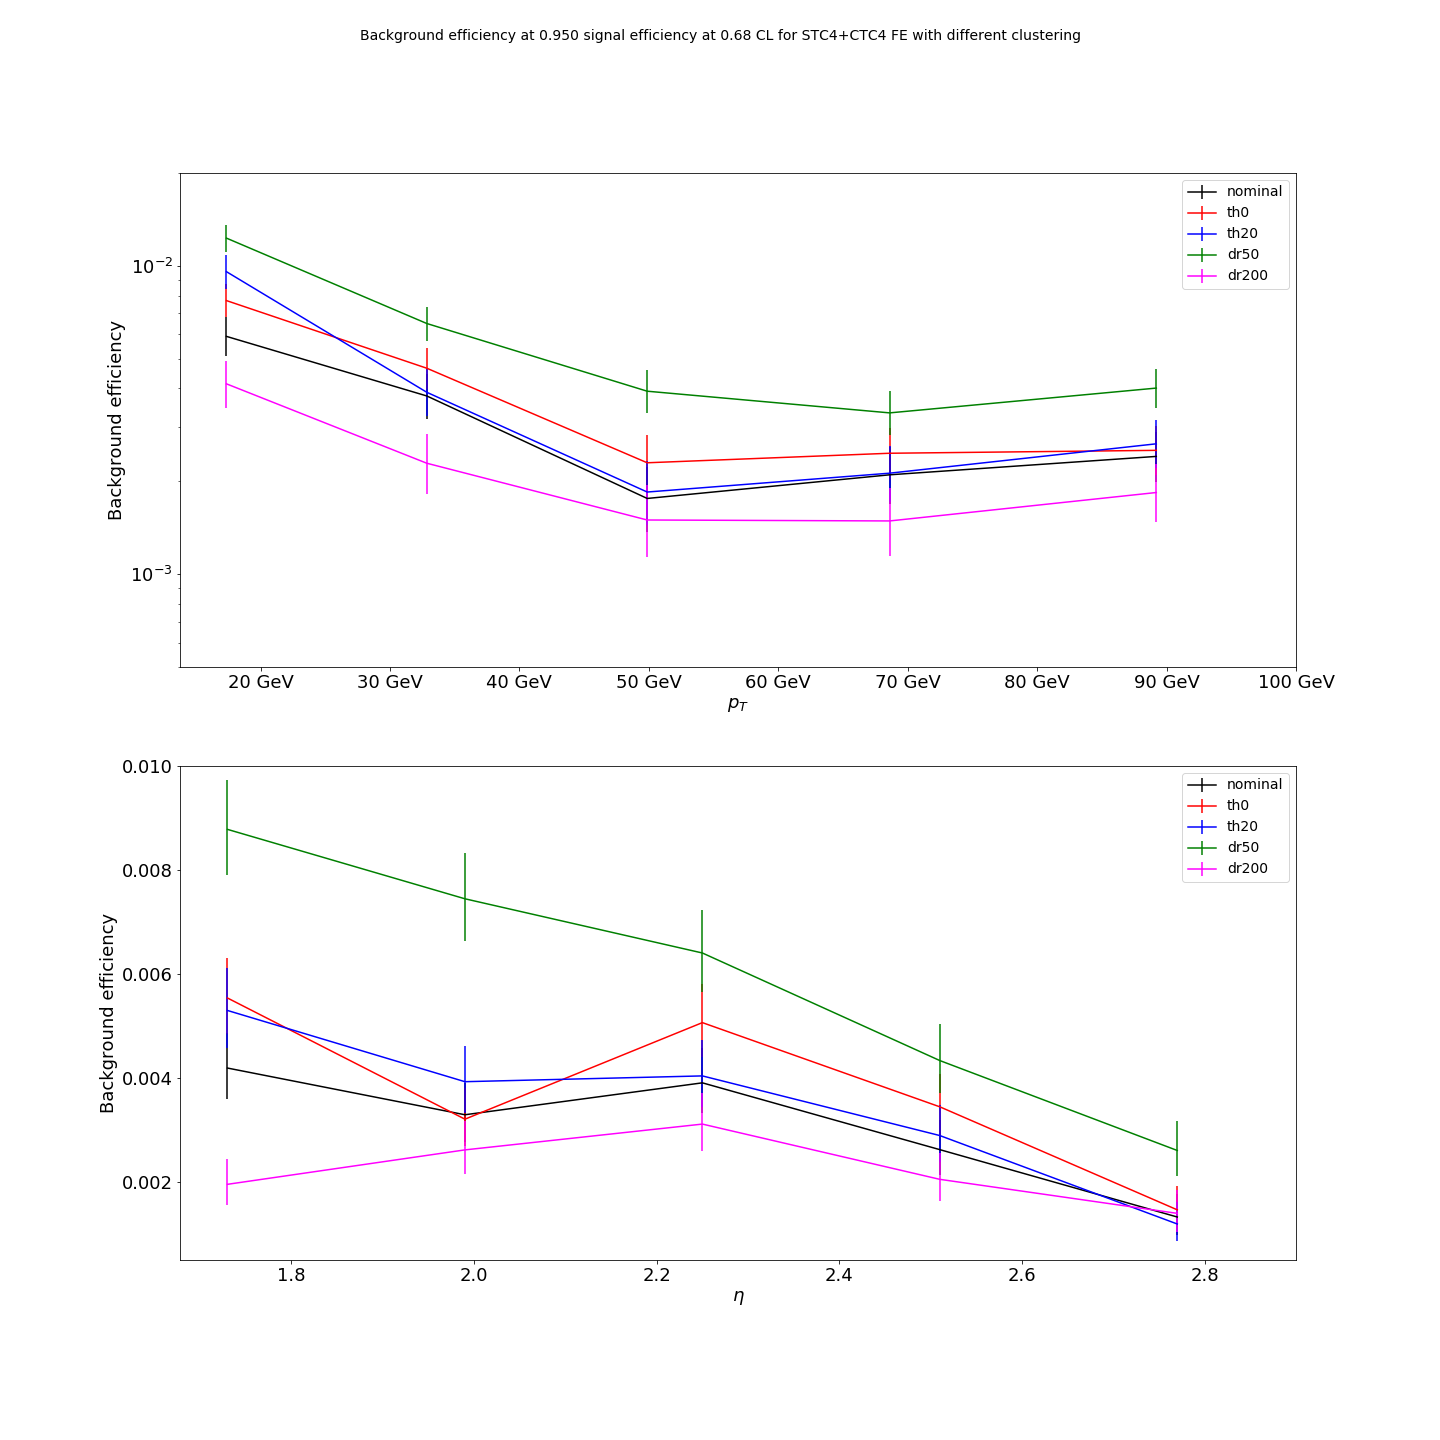 Background efficiency at 0.950 signal efficiency at 0.68 CL for STC4+CTC4 FE with different clustering
nominal
th0
th20
dr50
dr200
Background efficiency
10⁻²
10⁻³
20 GeV 30 GeV 40 GeV 50 GeV 60 GeV 70 GeV 80 GeV 90 GeV 100 GeV
p_T
nominal
th0
th20
dr50
dr200
Background efficiency
0.010
0.008
0.006
0.004
0.002
1.8 2.0 2.2 2.4 2.6 2.8
η